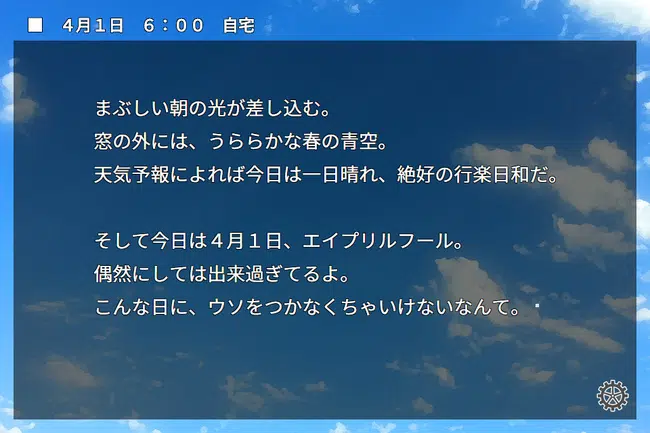 ■　４月１日　６：００　自宅
まぶしい朝の光が差し込む。
窓の外には、うららかな春の青空。
天気予報によれば今日は一日晴れ、絶好の行楽日和だ。
そして今日は４月１日、エイプリルフール。
偶然にしては出来過ぎてるよ。
こんな日に、ウソをつかなくちゃいけないなんて。